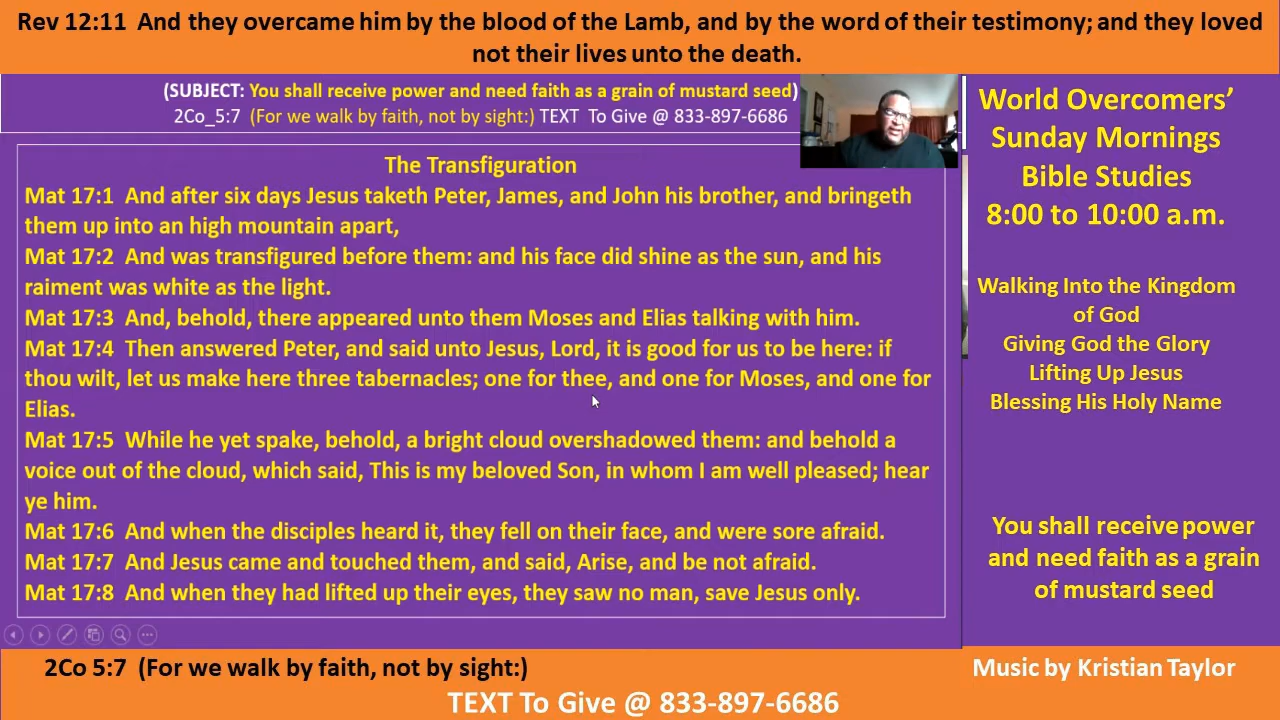 Rev 12:11 And they overcame him by the blood of the Lamb, and by the word of their testimony; and they loved
not their lives unto the death.
(SUBJECT: You shall receive power and need faith as a grain of mustard seed)
2Co_5:7 (For we walk by faith, not by sight:) TEXT To Give @ 833-897-6686
The Transfiguration
Mat 17:1 And after six days Jesus taketh Peter, James, and John his brother, and bringeth
them up into an high mountain apart,
Mat 17:2 And was transfigured before them: and his face did shine as the sun, and his
raiment was white as the light.
Mat 17:3 And, behold, there appeared unto them Moses and Elias talking with him.
Mat 17:4 Then answered Peter, and said unto Jesus, Lord, it is good for us to be here: if
thou wilt, let us make here three tabernacles; one for thee, and one for Moses, and one for
Elias.
Mat 17:5 While he yet spake, behold, a bright cloud overshadowed them: and behold a
voice out of the cloud, which said, This is my beloved Son, in whom I am well pleased; hear
ye him.
Mat 17:6 And when the disciples heard it, they fell on their face, and were sore afraid.
Mat 17:7 And Jesus came and touched them, and said, Arise, and be not afraid.
Mat 17:8 And when they had lifted up their eyes, they saw no man, save Jesus only.
World Overcomers'
Sunday Mornings
Bible Studies
8:00 to 10:00 a.m.
Walking Into the Kingdom
of God
Giving God the Glory
Lifting Up Jesus
Blessing His Holy Name
You shall receive power
and need faith as a grain
of mustard seed
2Co 5:7 (For we walk by faith, not by sight:)
Music by Kristian Taylor
TEXT To Give @ 833-897-6686